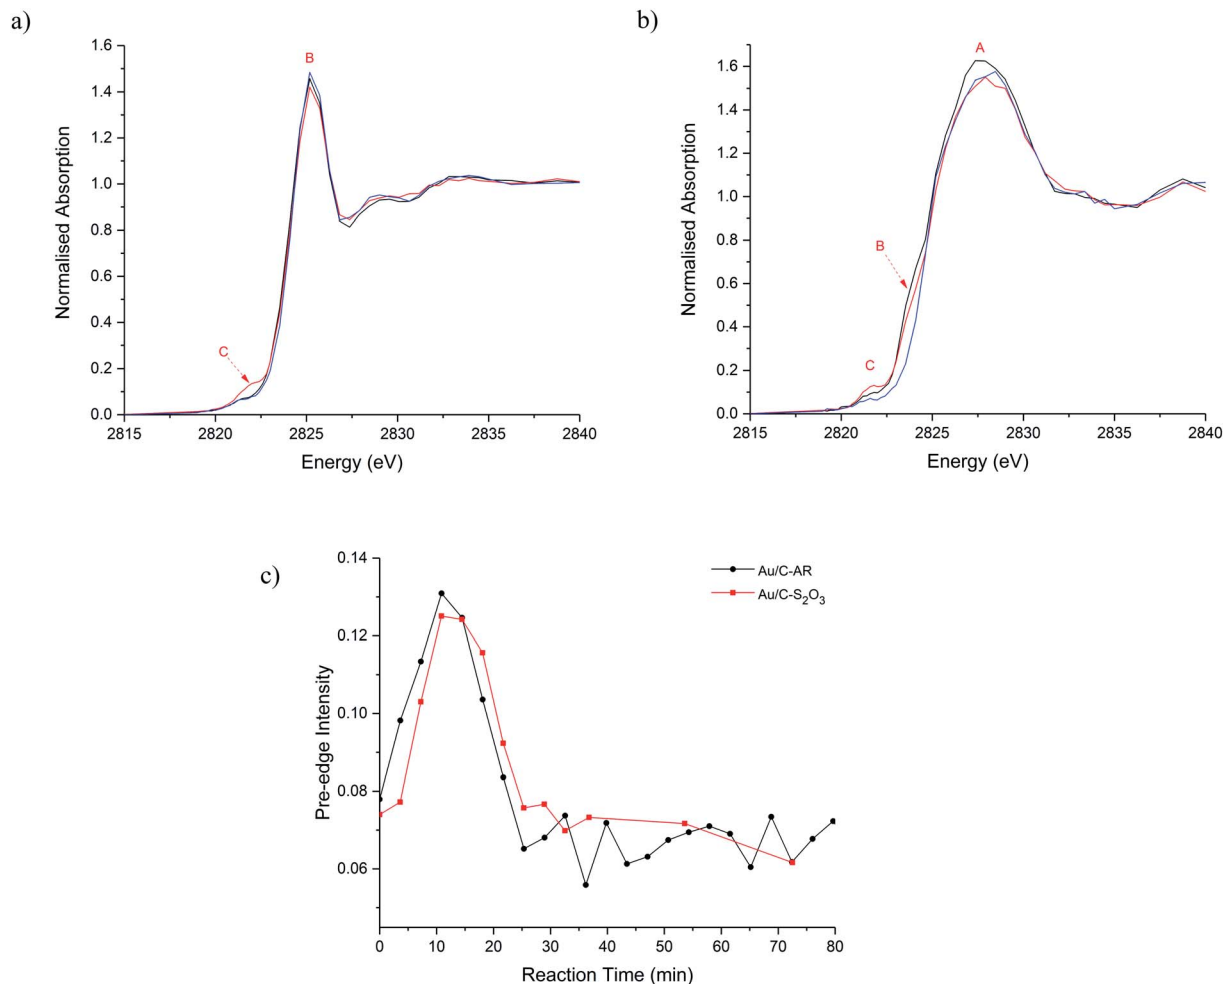 a)
1.6
1.4
1.2
1.0
0.8
0.6
0.4
0.2
0.0
Normalised Absorption
B
C
2815 2820 2825 2830 2835 2840
Energy (eV)
b)
1.6
1.4
1.2
1.0
0.8
0.6
0.4
0.2
0.0
Normalised Absorption
A
B
C
2815 2820 2825 2830 2835 2840
Energy (eV)
c)
0.14
0.12
0.10
0.08
0.06
Pre-edge Intensity
Au/C-AR
Au/C-S₂O₃
0 10 20 30 40 50 60 70 80
Reaction Time (min)